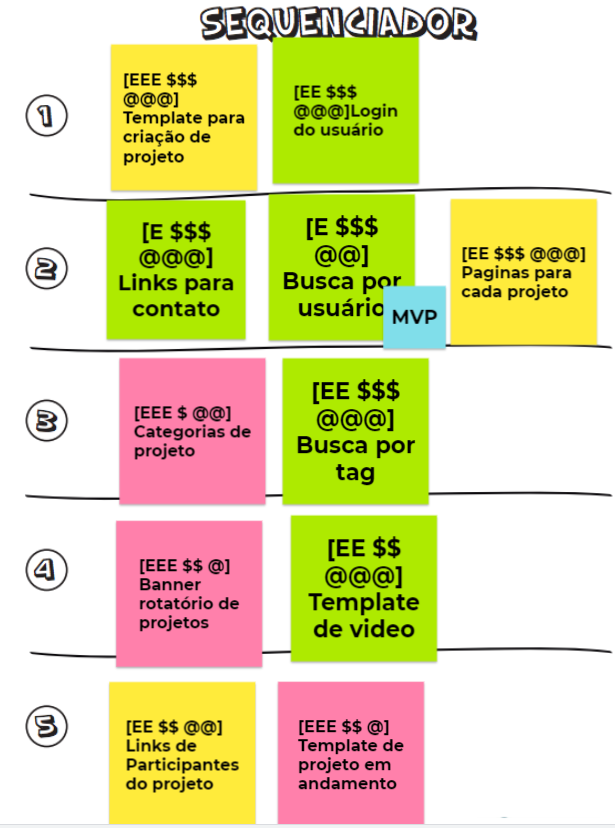 SEQUENCIADOR
1
[EEE $$$
@@@]
Template para
criação de
projeto
[EE $$$
@@@]Login
do usuário
2
[E $$$
@@@]
Links para
contato
[E $$$
@@]
Busca por
usuário
MVP
[EE $$$ @@@]
Paginas para
cada projeto
3
[EEE $ @@]
Categorias de
projeto
[EE $$$
@@@]
Busca por
tag
4
[EEE $$ @]
Banner
rotatório de
projetos
[EE $$
@@@]
Template
de video
5
[EE $$ @@]
Links de
Participantes
do projeto
[EEE $$ @]
Template de
projeto em
andamento